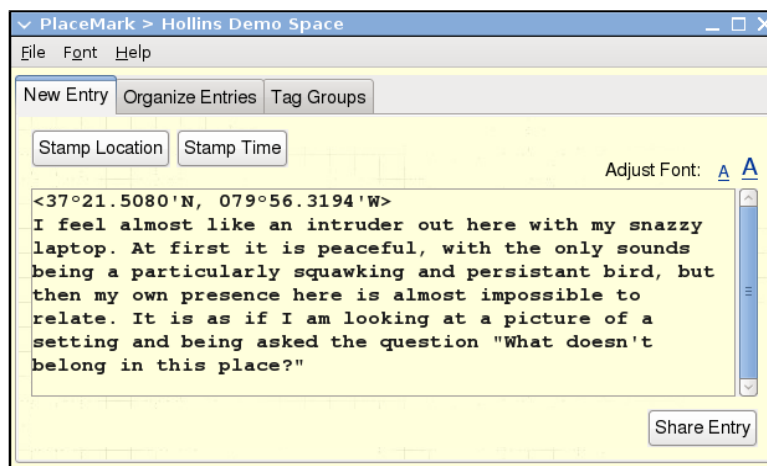 PlaceMark > Hollins Demo Space
File Font Help
New Entry Organize Entries Tag Groups
Stamp Location Stamp Time
Adjust Font: A A
<37°21.5080'N, 079°56.3194'W>
I feel almost like an intruder out here with my snazzy
laptop. At first it is peaceful, with the only sounds
being a particularly squawking and persistant bird, but
then my own presence here is almost impossible to
relate. It is as if I am looking at a picture of a
setting and being asked the question "What doesn't
belong in this place?"
Share Entry